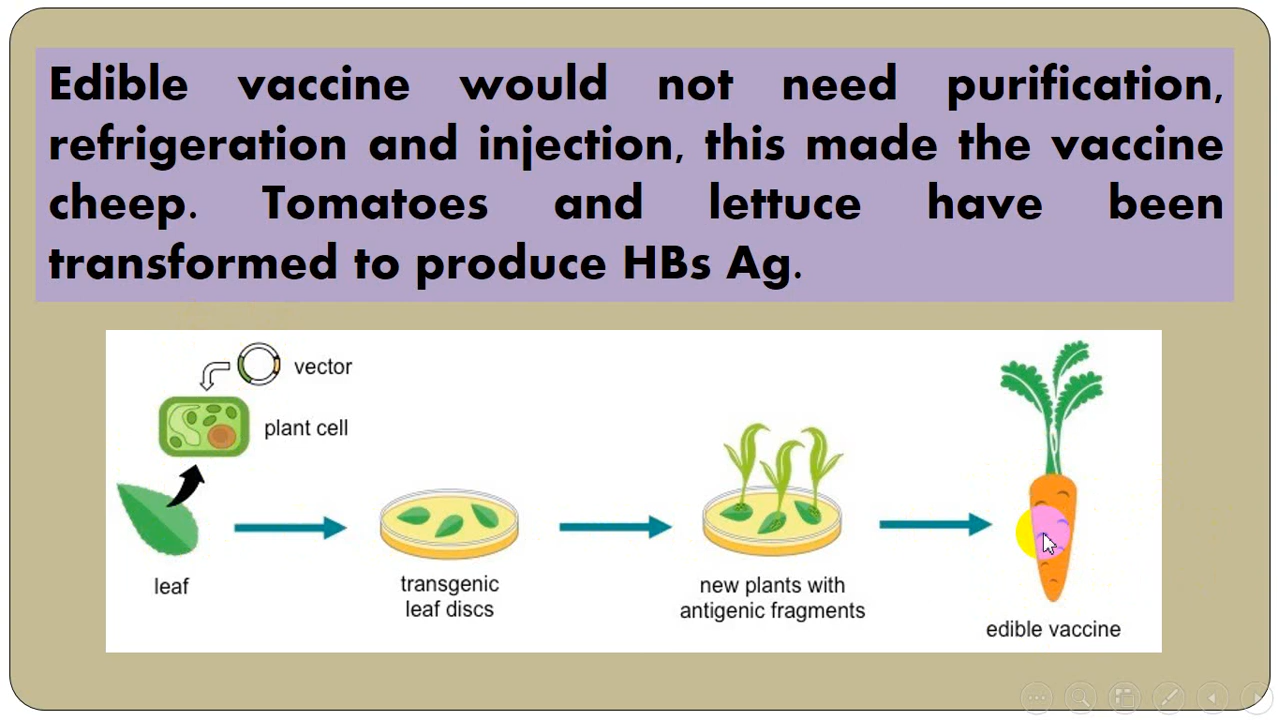 Edible vaccine would not need purification,
refrigeration and injection, this made the vaccine
cheep. Tomatoes and lettuce have been
transformed to produce HBs Ag.
vector
plant cell
leaf
transgenic
leaf discs
new plants with
antigenic fragments
edible vaccine